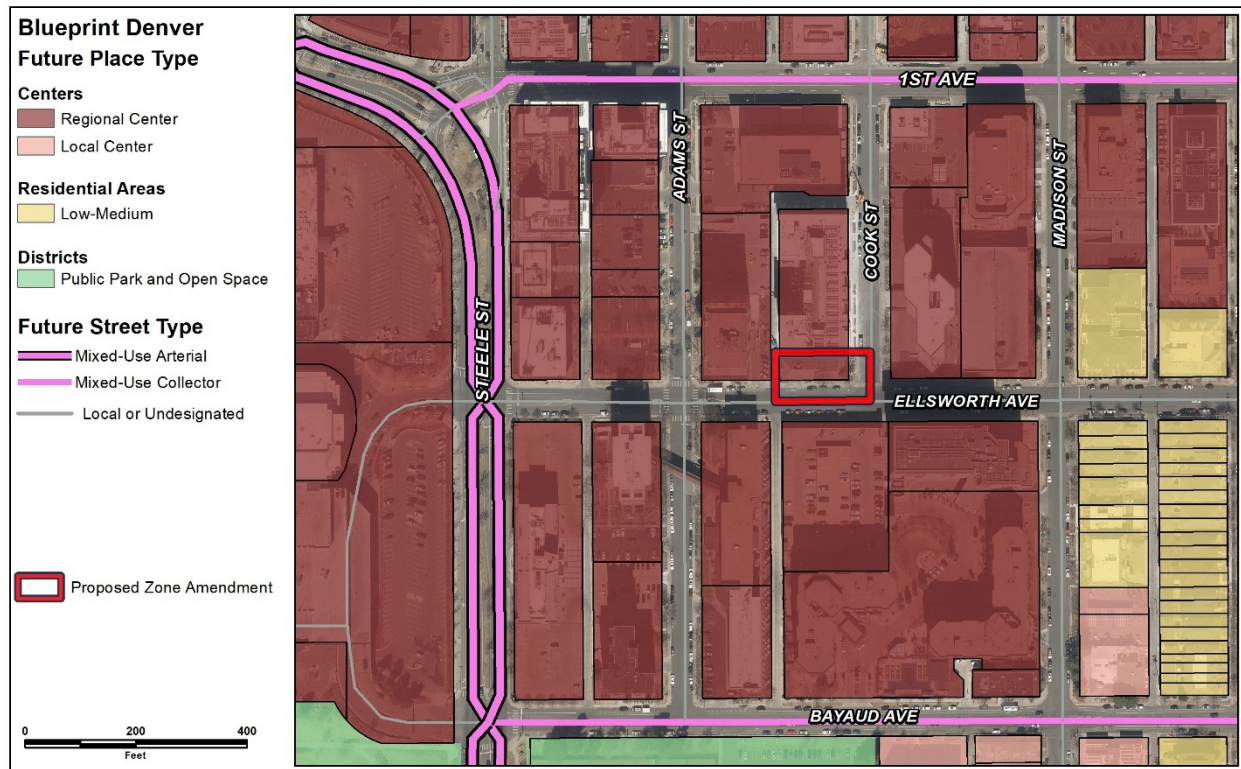 Blueprint Denver
Future Place Type
Centers
Regional Center
Local Center
Residential Areas
Low-Medium
Districts
Public Park and Open Space
Future Street Type
Mixed-Use Arterial
Mixed-Use Collector
Local or Undesignated
Proposed Zone Amendment
0 200 400
Feet
1ST AVE
ADAMS ST
COOK ST
MADISON ST
STEELE ST
ELLSWORTH AVE
BAYAUD AVE